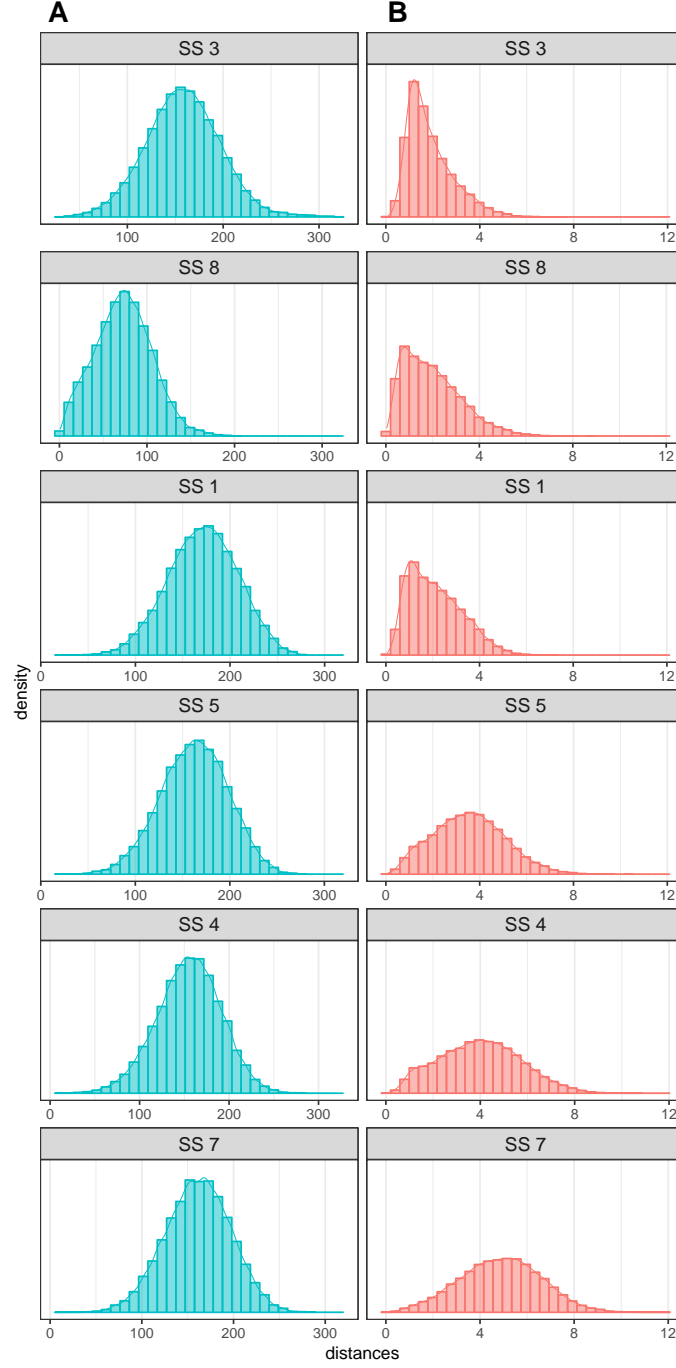 A B
SS 3 SS 3
100 200 300 0 4 8 12
SS 8 SS 8
0 100 200 300 0 4 8 12
SS 1 SS 1
0 100 200 300 0 4 8 12
density
SS 5 SS 5
0 100 200 300 0 4 8 12
SS 4 SS 4
0 100 200 300 0 4 8 12
SS 7 SS 7
0 100 200 300 0 4 8 12
distances